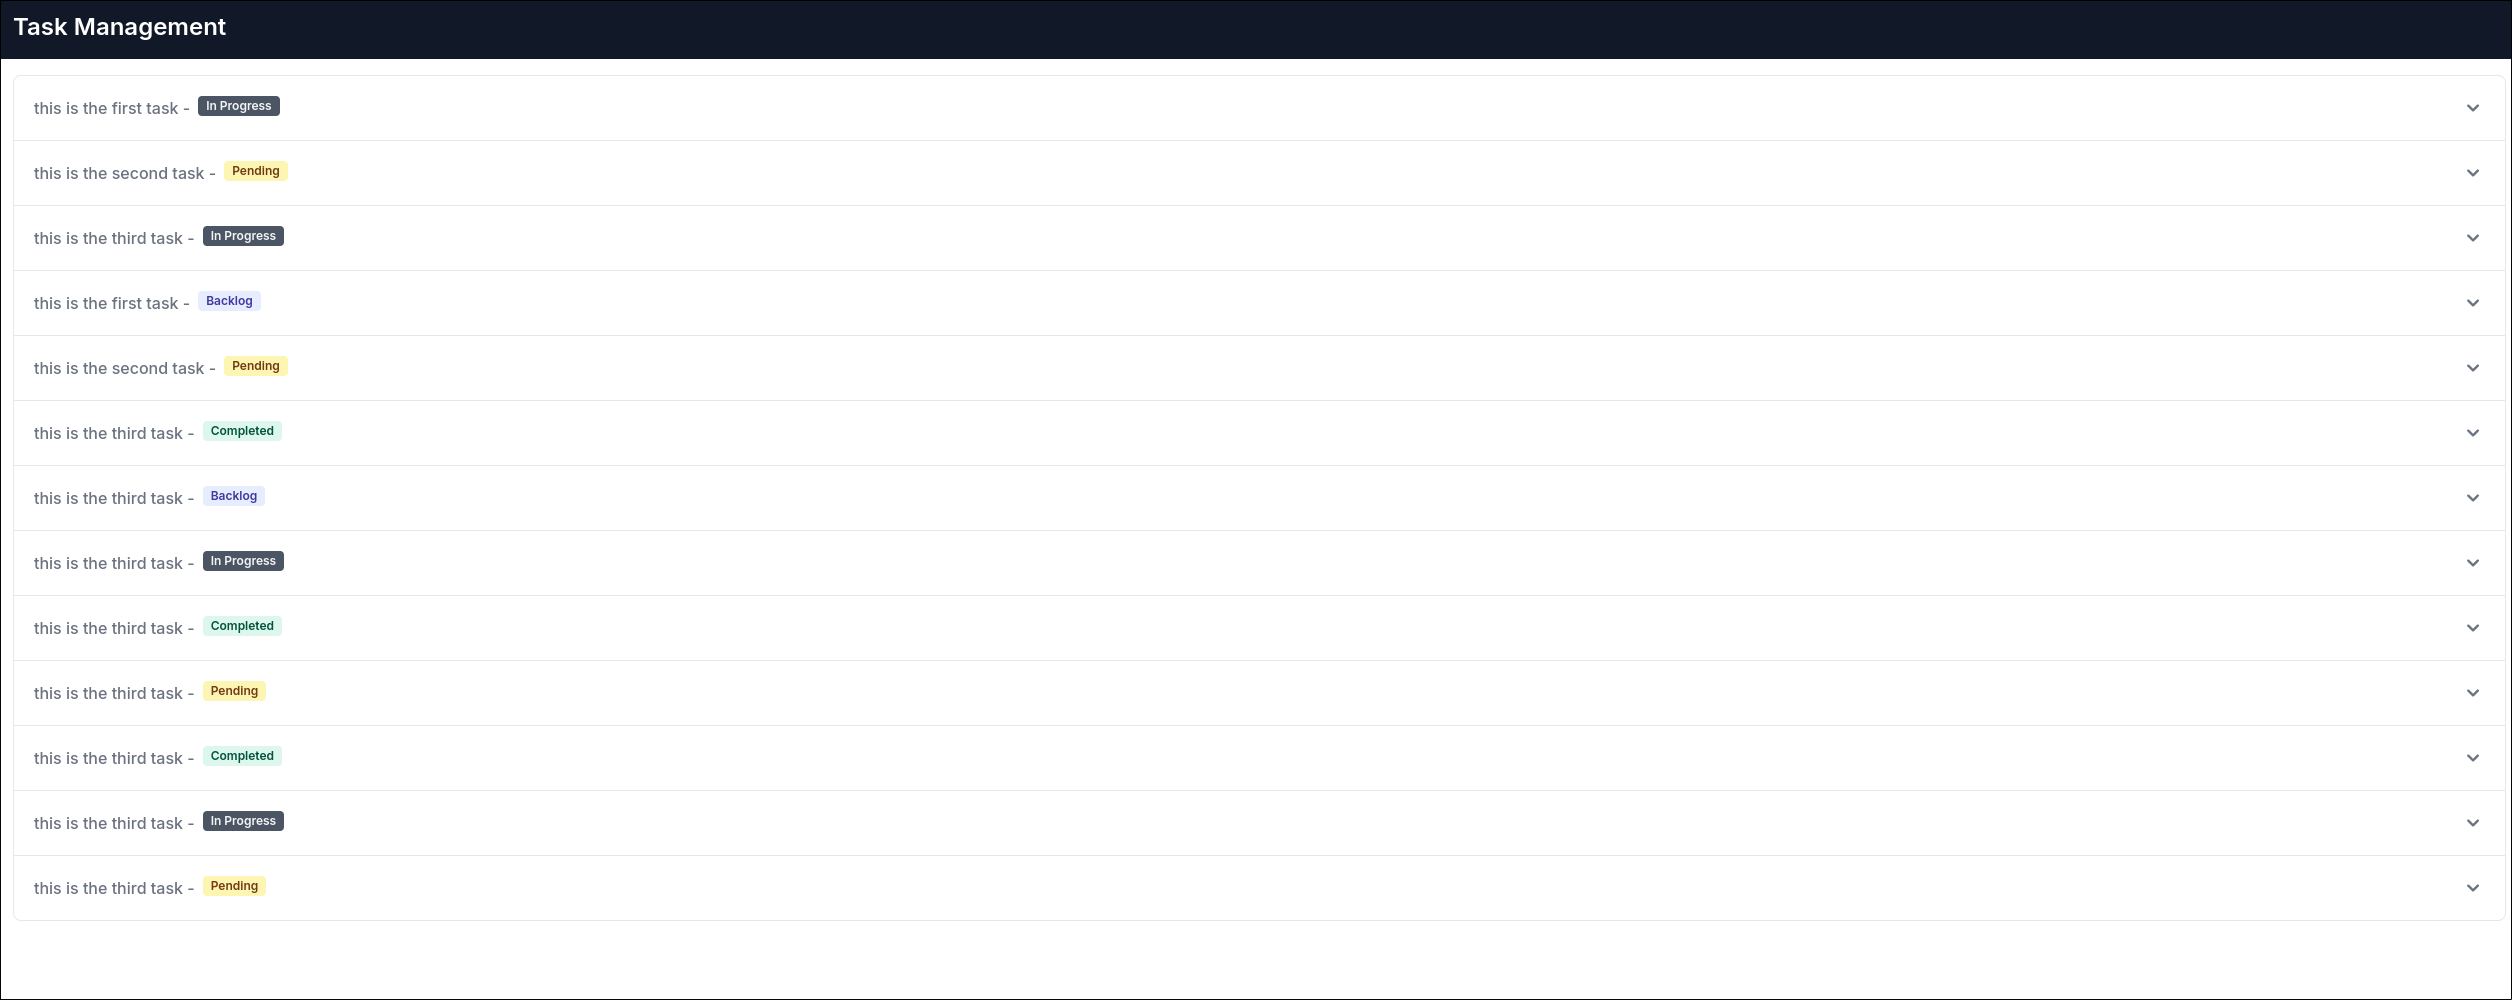 Task Management
this is the first task - In Progress
this is the second task - Pending
this is the third task - In Progress
this is the first task - Backlog
this is the second task - Pending
this is the third task - Completed
this is the third task - Backlog
this is the third task - In Progress
this is the third task - Completed
this is the third task - Pending
this is the third task - Completed
this is the third task - In Progress
this is the third task - Pending